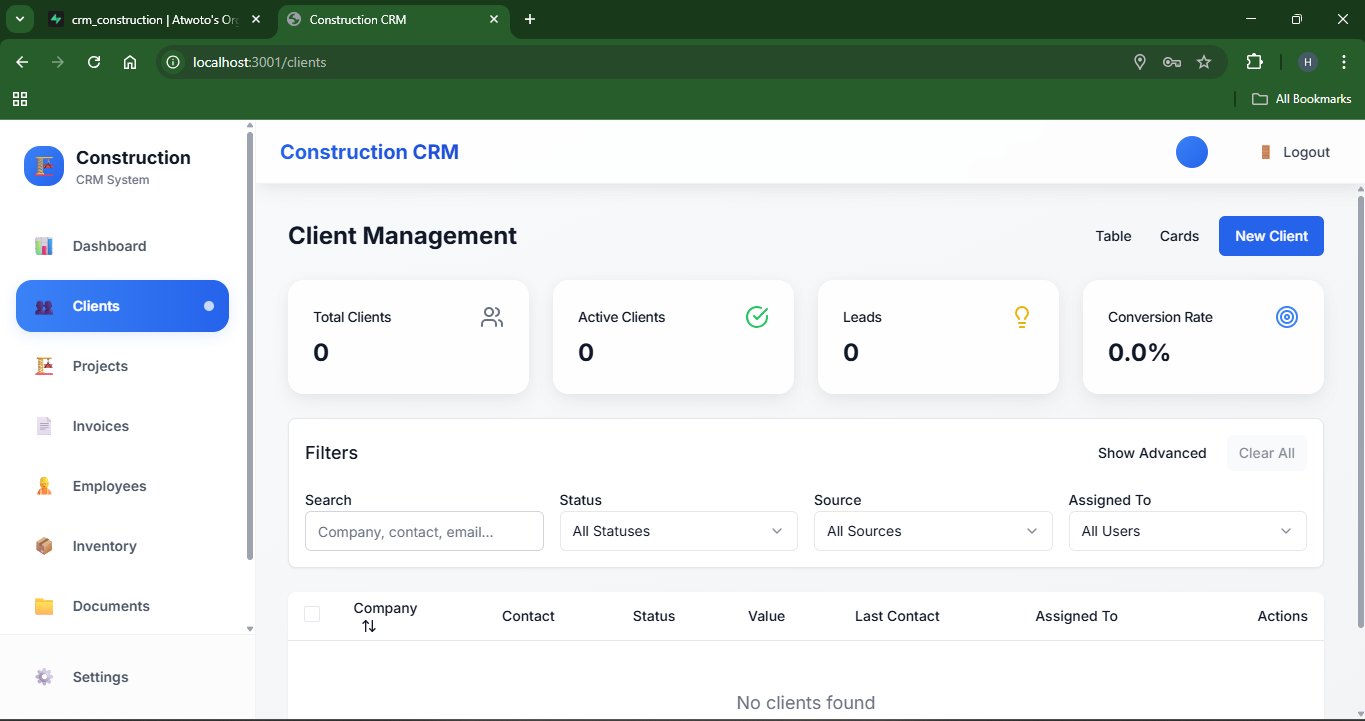 crm_construction | Atwoto's Org
Construction CRM
localhost:3001/clients
H
All Bookmarks
Construction
CRM System
Dashboard
Clients
Projects
Invoices
Employees
Inventory
Documents
Settings
Construction CRM
Logout
Client Management
Table Cards New Client
Total Clients
0
Active Clients
0
Leads
0
Conversion Rate
0.0%
Filters
Show Advanced Clear All
Search
Company, contact, email...
Status
All Statuses
Source
All Sources
Assigned To
All Users
Company Contact Status Value Last Contact Assigned To Actions
No clients found